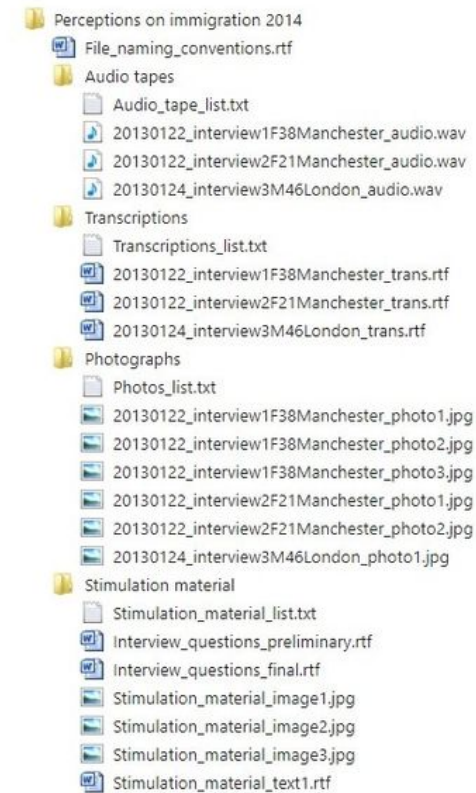 Perceptions on immigration 2014
File_naming_conventions.rtf
Audio tapes
Audio_tape_list.txt
20130122_interview1F38Manchester_audio.wav
20130122_interview2F21Manchester_audio.wav
20130124_interview3M46London_audio.wav
Transcriptions
Transcriptions_list.txt
20130122_interview1F38Manchester_trans.rtf
20130122_interview2F21Manchester_trans.rtf
20130124_interview3M46London_trans.rtf
Photographs
Photos_list.txt
20130122_interview1F38Manchester_photo1.jpg
20130122_interview1F38Manchester_photo2.jpg
20130122_interview1F38Manchester_photo3.jpg
20130122_interview2F21Manchester_photo1.jpg
20130122_interview2F21Manchester_photo2.jpg
20130124_interview3M46London_photo1.jpg
Stimulation material
Stimulation_material_list.txt
Interview_questions_preliminary.rtf
Interview_questions_final.rtf
Stimulation_material_image1.jpg
Stimulation_material_image2.jpg
Stimulation_material_image3.jpg
Stimulation_material_text1.rtf